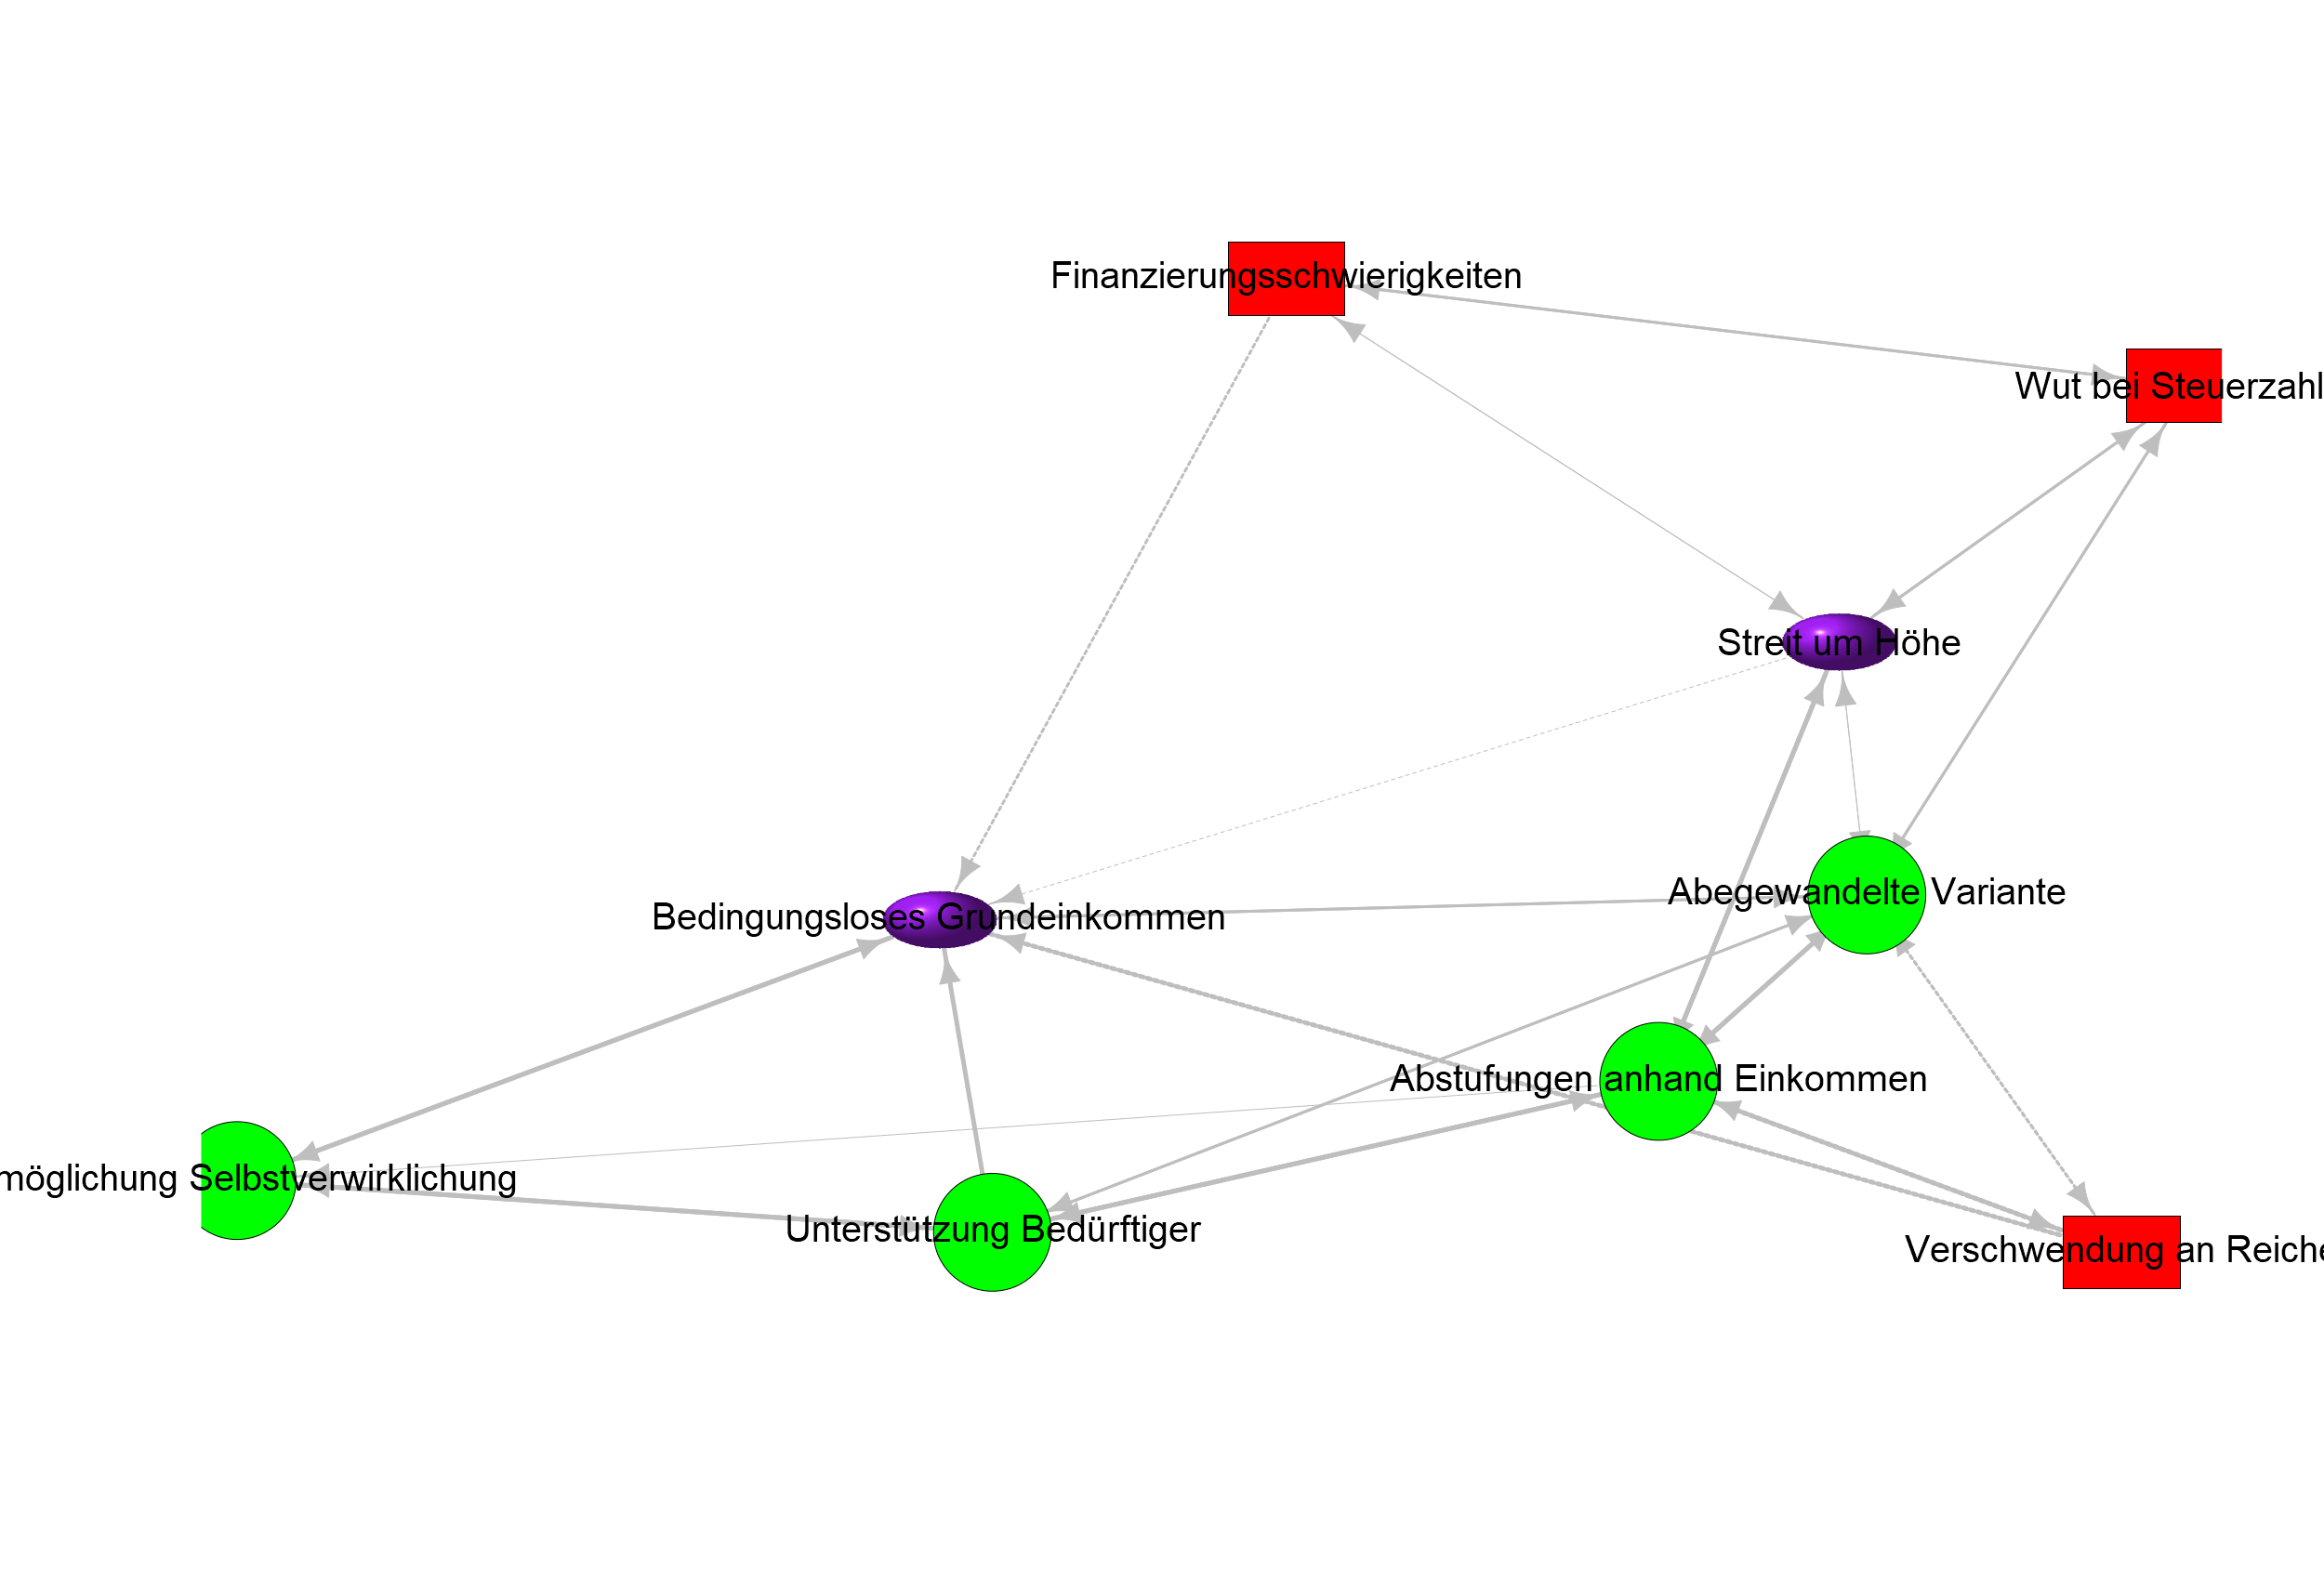 Finanzierungsschwierigkeiten
Wut bei Steuerzahl
Streit um Höhe
Abegewandelte Variante
Bedingungsloses Grundeinkommen
Abstufungen anhand Einkommen
möglichung Selbstverwirklichung
Unterstützung Bedürftiger
Verschwendung an Reiche